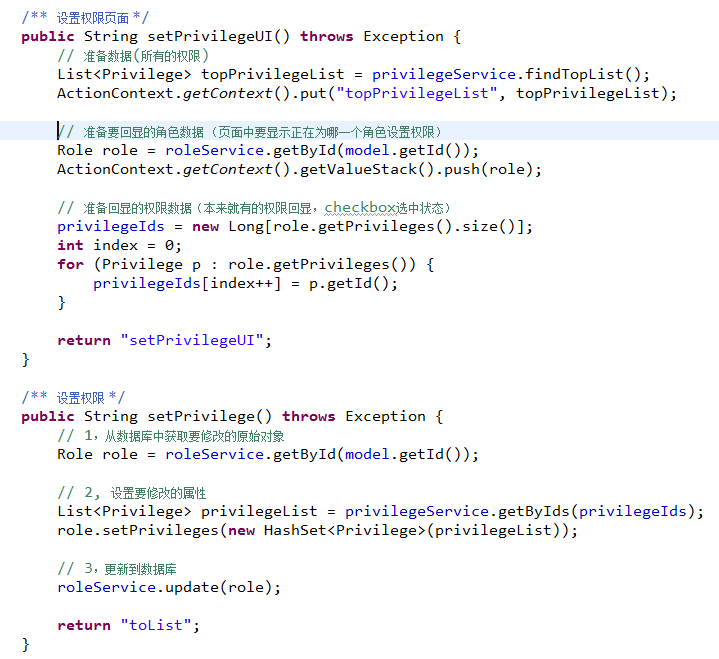 /** 设置权限页面 */
public String setPrivilegeUI() throws Exception {
// 准备数据(所有的权限)
List<Privilege> topPrivilegeList = privilegeService.findTopList();
ActionContext.getContext().put("topPrivilegeList", topPrivilegeList);
// 准备要回显的角色数据（页面中要显示正在为哪一个角色设置权限）
Role role = roleService.getById(model.getId());
ActionContext.getContext().getValueStack().push(role);
// 准备回显的权限数据（本来就有的权限回显，checkbox选中状态）
privilegeIds = new Long[role.getPrivileges().size()];
int index = 0;
for (Privilege p : role.getPrivileges()) {
privilegeIds[index++] = p.getId();
}
return "setPrivilegeUI";
}
/** 设置权限 */
public String setPrivilege() throws Exception {
// 1，从数据库中获取要修改的原始对象
Role role = roleService.getById(model.getId());
// 2, 设置要修改的属性
List<Privilege> privilegeList = privilegeService.getByIds(privilegeIds);
role.setPrivileges(new HashSet<Privilege>(privilegeList));
// 3，更新到数据库
roleService.update(role);
return "toList";
}